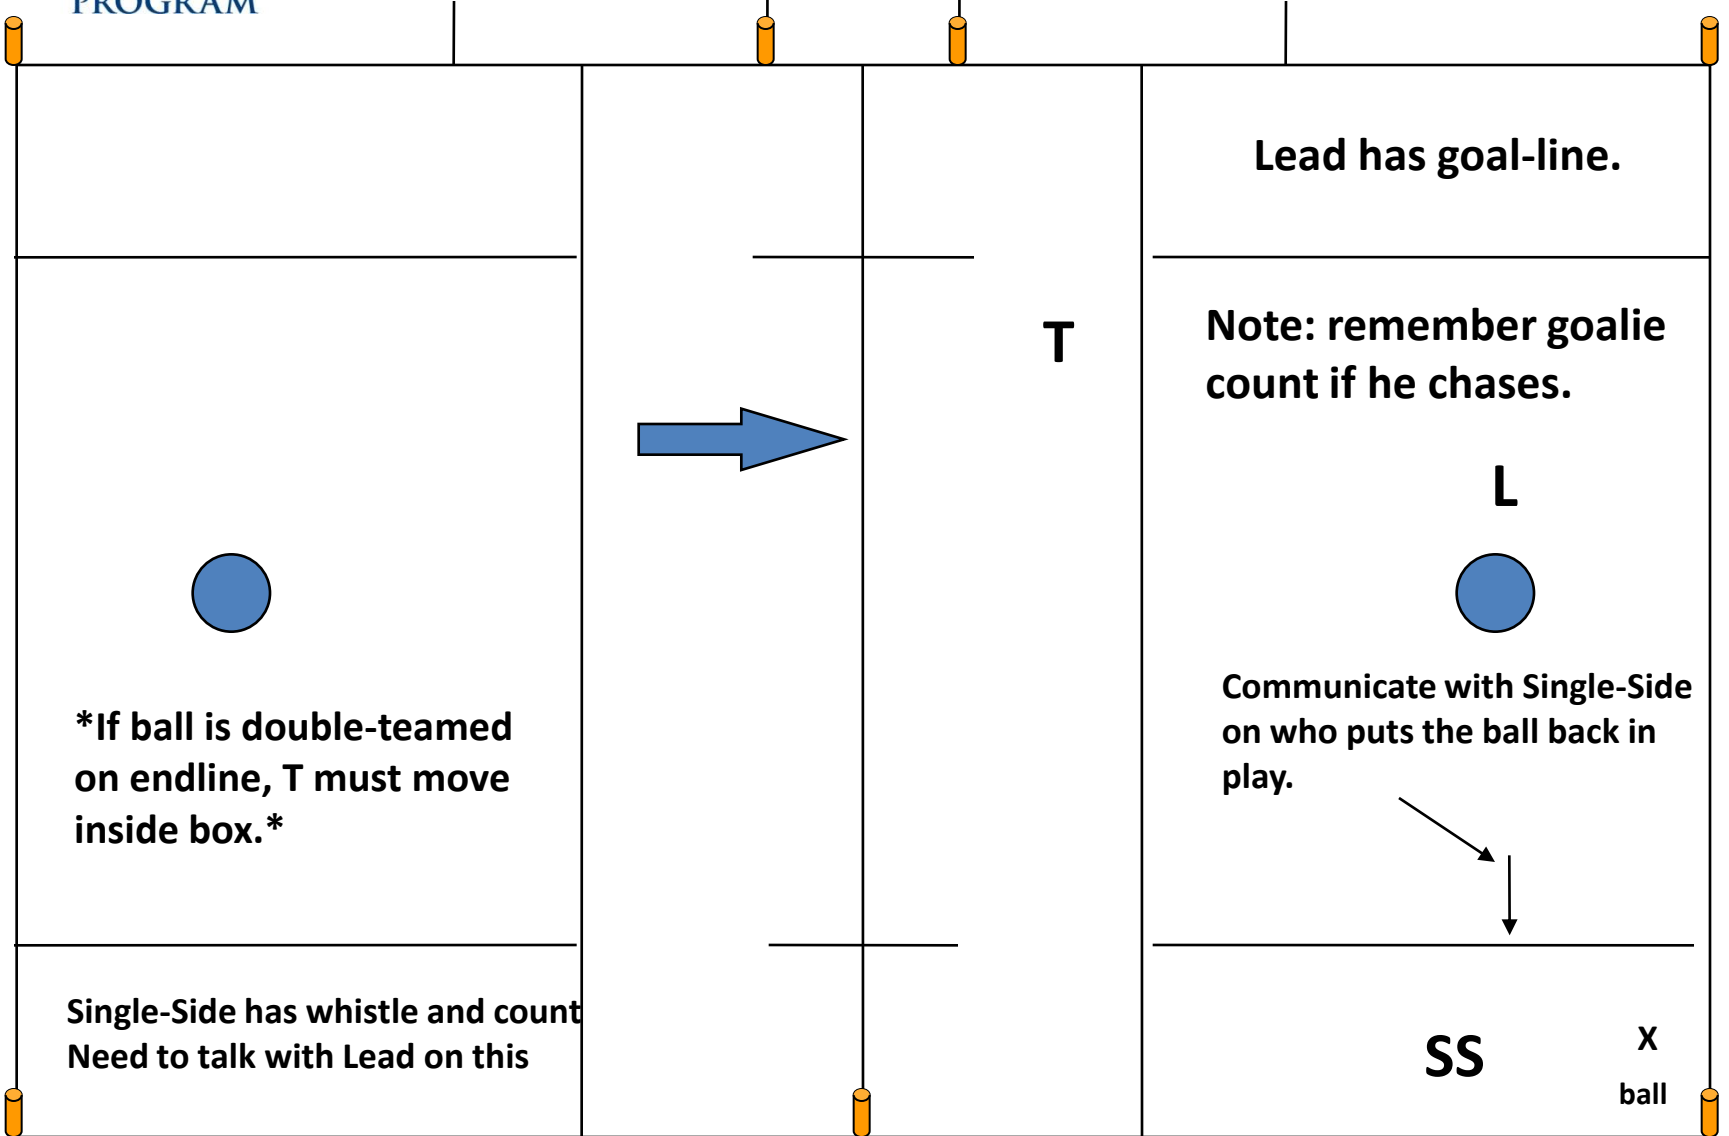 PROGRAM
Lead has goal-line.
T
Note: remember goalie
count if he chases.
L
Communicate with Single-Side
on who puts the ball back in
play.
*If ball is double-teamed
on endline, T must move
inside box.*
Single-Side has whistle and count
Need to talk with Lead on this
SS
X
ball